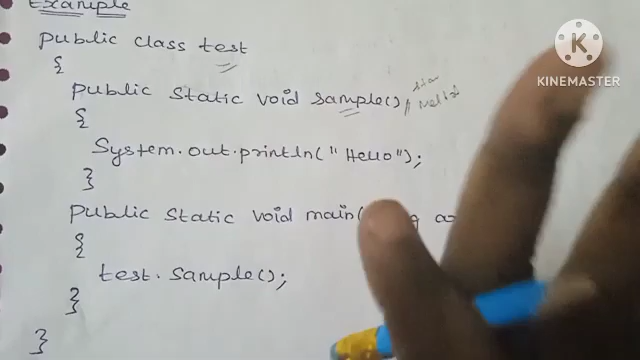 Example
public class test
{
public static void sample() //
{
System.out.println("Hello");
}
public static void main(
{
test.sample();
}
}
KINEMASTER